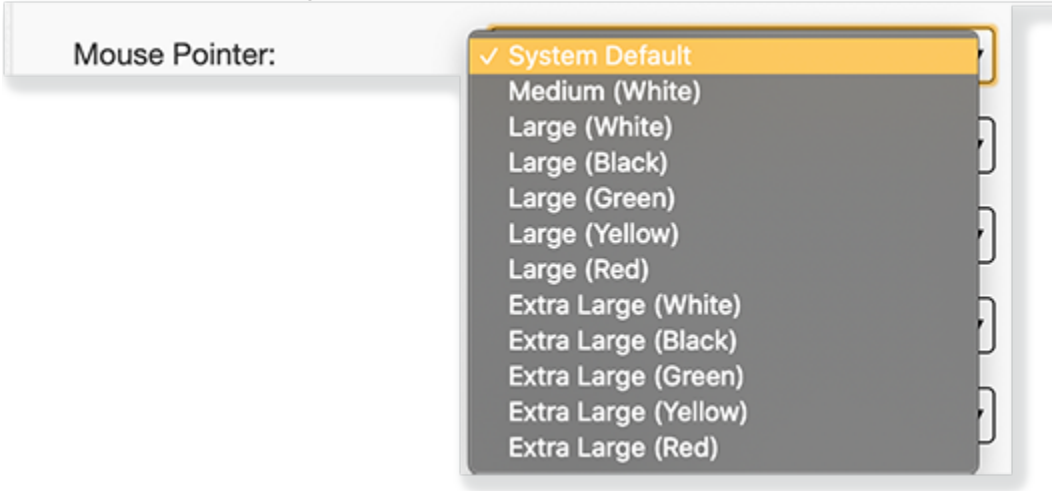 Mouse Pointer:
✓ System Default
Medium (White)
Large (White)
Large (Black)
Large (Green)
Large (Yellow)
Large (Red)
Extra Large (White)
Extra Large (Black)
Extra Large (Green)
Extra Large (Yellow)
Extra Large (Red)